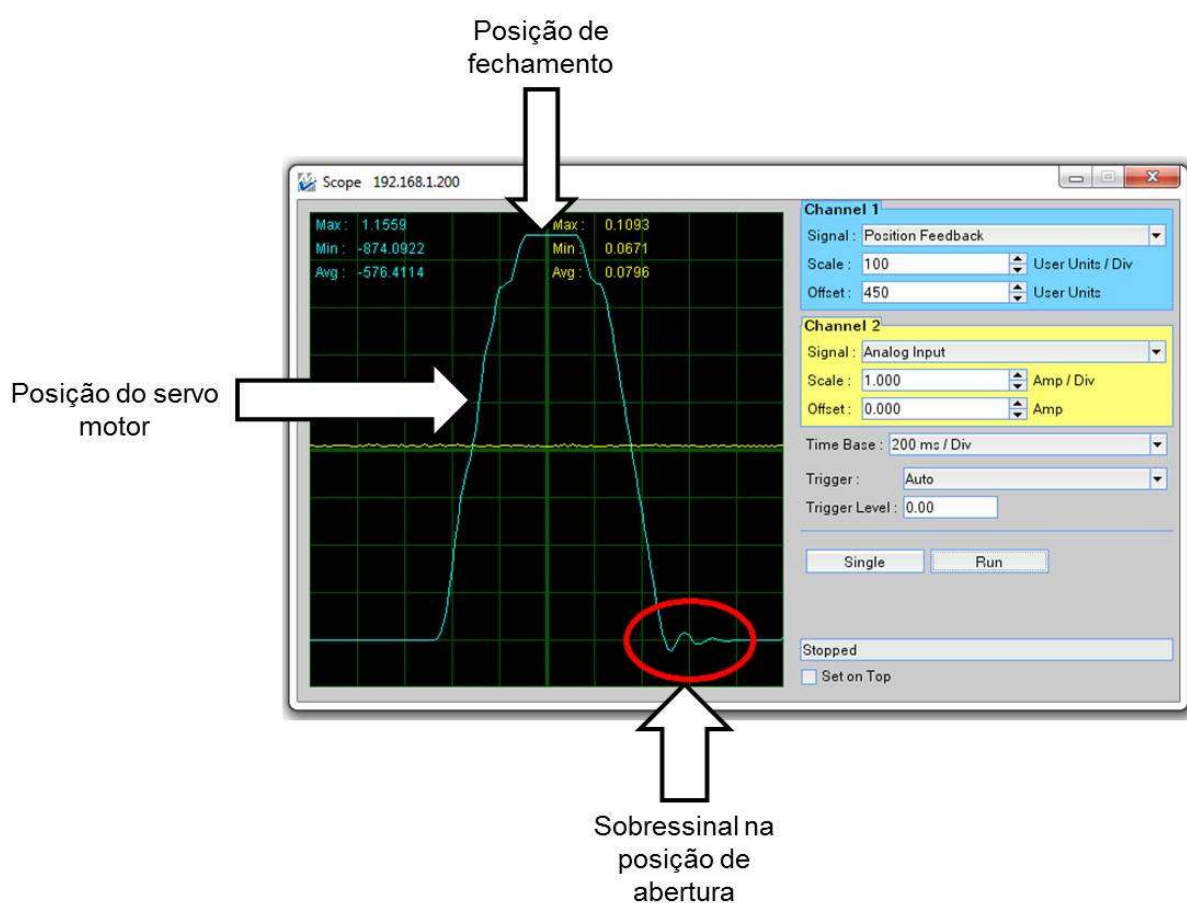 Posição de
fechamento
Scope 192.168.1.200
Max : 1.1559
Min : -874.0922
Avg : -576.4114
Max : 0.1093
Min : 0.0671
Avg : 0.0796
Channel 1
Signal : Position Feedback
Scale : 100 User Units / Div
Offset : 450 User Units
Channel 2
Signal : Analog Input
Scale : 1.000 Amp / Div
Offset : 0.000 Amp
Time Base : 200 ms / Div
Trigger : Auto
Trigger Level : 0.00
Single Run
Stopped
Set on Top
Posição do servo
motor
Sobressinal na
posição de
abertura